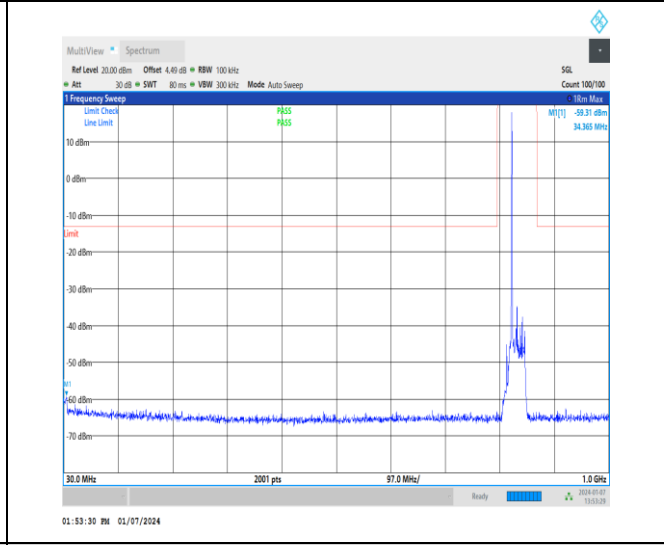 MultiView Spectrum
Ref Level 20.00 dBm Offset 4,49 dB RBW 100 kHz SGL
Att 30 dB SWT 80 ms VBW 300 kHz Mode Auto Sweep Count 100/100
1 Frequency Sweep 1Rm Max
Limit Check PASS M1[1] -59.31 dBm
Line Limit PASS 34.365 MHz
10 dBm
0 dBm
-10 dBm
Limit
-20 dBm
-30 dBm
-40 dBm
-50 dBm
M1
-60 dBm
-70 dBm
30.0 MHz 2001 pts 97.0 MHz/ 1.0 GHz
Ready 2024-01-07
13:53:29
01:53:30 PM 01/07/2024